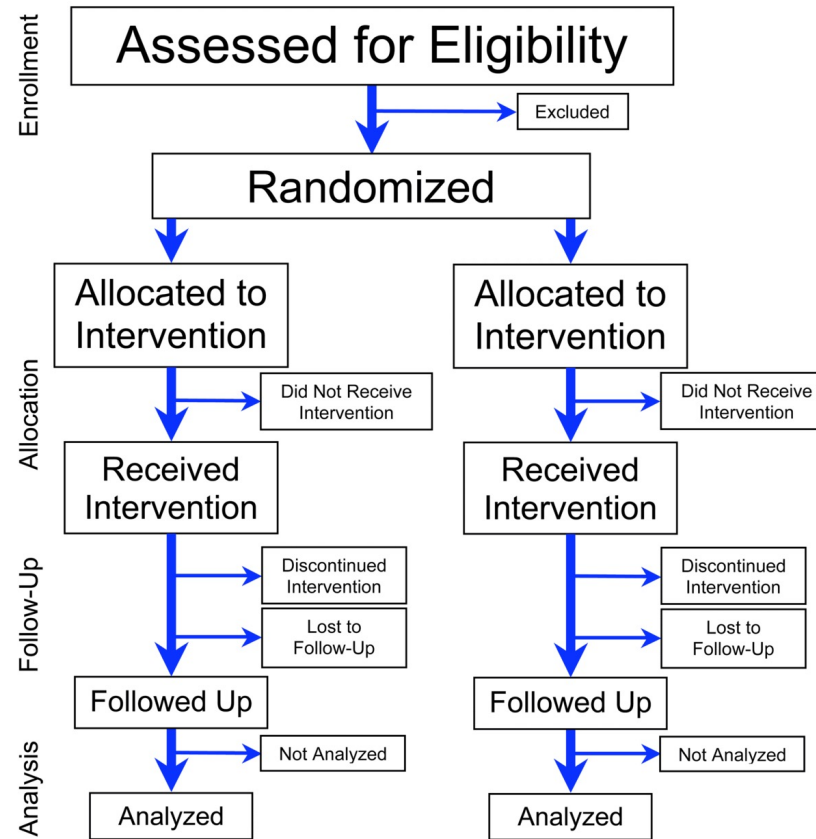 Enrollment
Assessed for Eligibility
Excluded
Randomized
Allocation
Allocated to
Intervention
Did Not Receive
Intervention
Received
Intervention
Allocated to
Intervention
Did Not Receive
Intervention
Received
Intervention
Follow-Up
Discontinued
Intervention
Lost to
Follow-Up
Followed Up
Discontinued
Intervention
Lost to
Follow-Up
Followed Up
Analysis
Not Analyzed
Analyzed
Not Analyzed
Analyzed